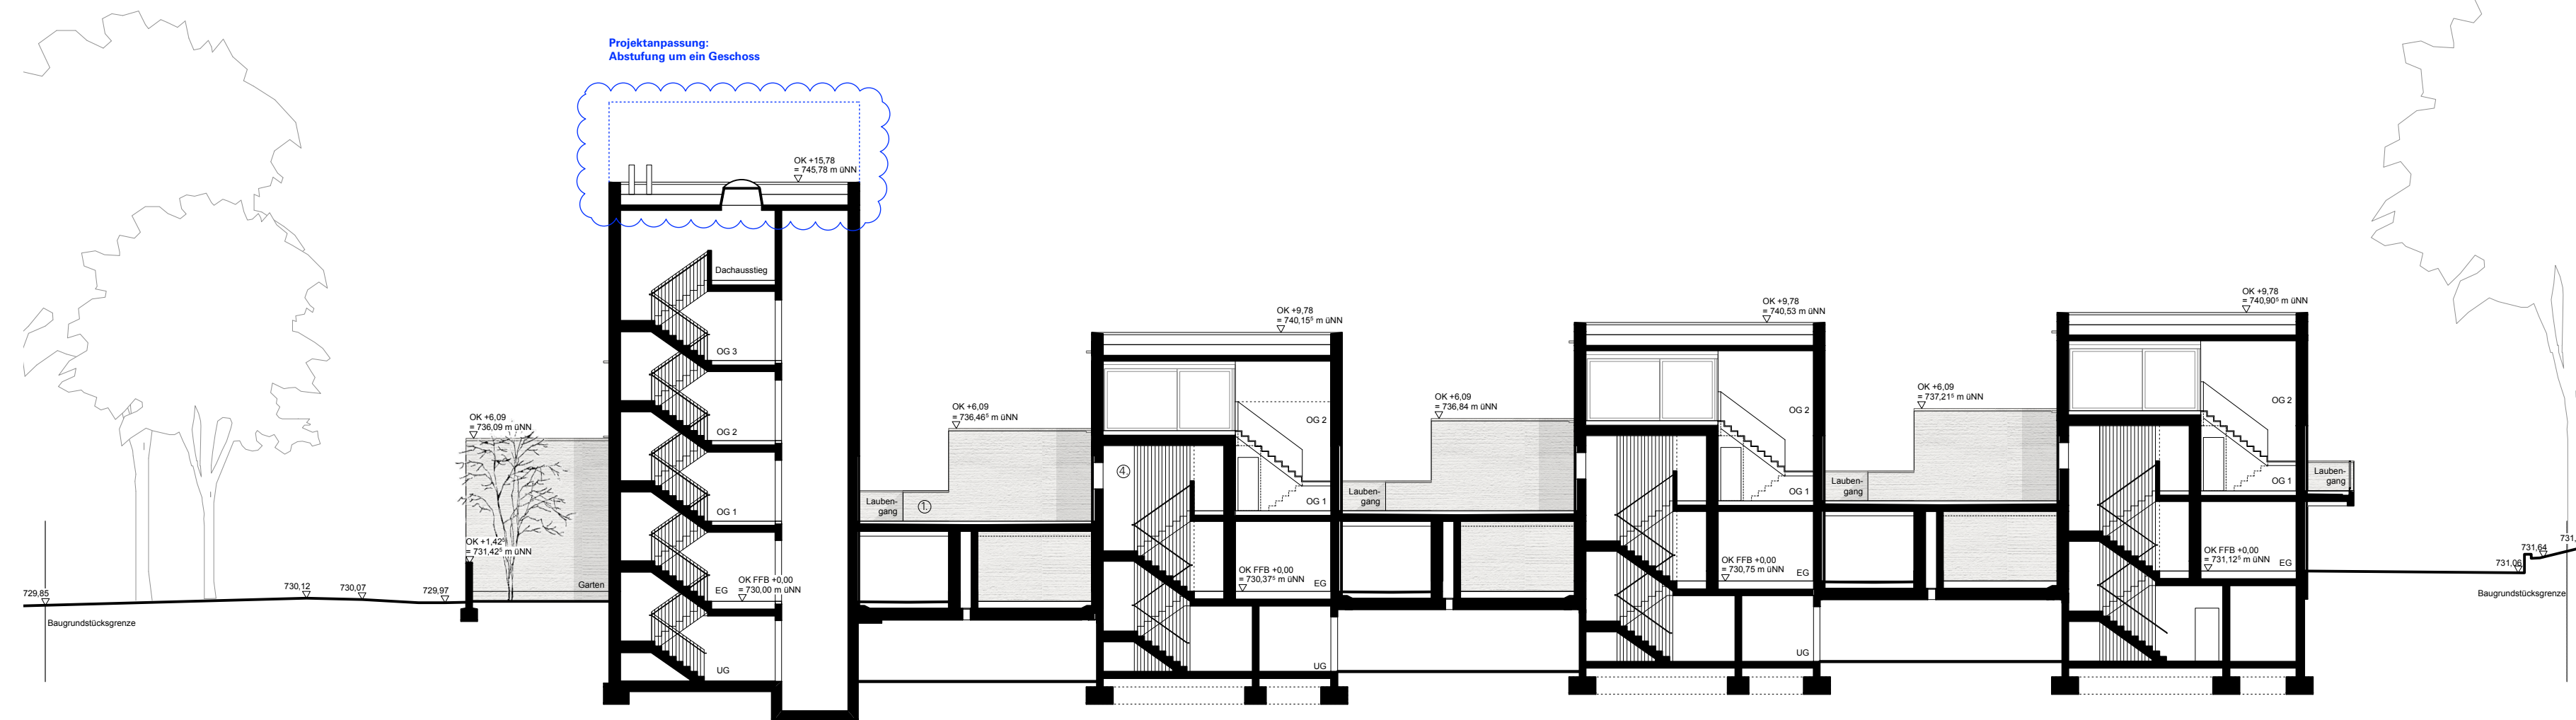 Projektanpassung:
Abstufung um ein Geschoss
OK +15,78
= 745,78 m üNN
Dachausstieg
OG 3
OG 2
OG 1
EG
OK FFB +0,00
= 730,00 m üNN
UG
OK +6,09
= 736,09 m üNN
OK +1,42⁵
= 731,42⁵ m üNN
Garten
729,85
730,12
730,07
729,97
Baugrundstücksgrenze
OK +6,09
= 736,46⁵ m üNN
Lauben-
gang
1.
4.
OK +9,78
= 740,15⁵ m üNN
OG 2
OG 1
OK FFB +0,00
= 730,37⁵ m üNN
EG
UG
OK +6,09
= 736,84 m üNN
Lauben-
gang
OK +9,78
= 740,53 m üNN
OG 2
OG 1
OK FFB +0,00
= 730,75 m üNN
EG
UG
OK +6,09
= 737,21⁵ m üNN
Lauben-
gang
OK +9,78
= 740,90⁵ m üNN
OG 2
OG 1
OK FFB +0,00
= 731,12⁵ m üNN
EG
Lauben-
gang
731,06
731,64
731,
Baugrundstücksgrenze